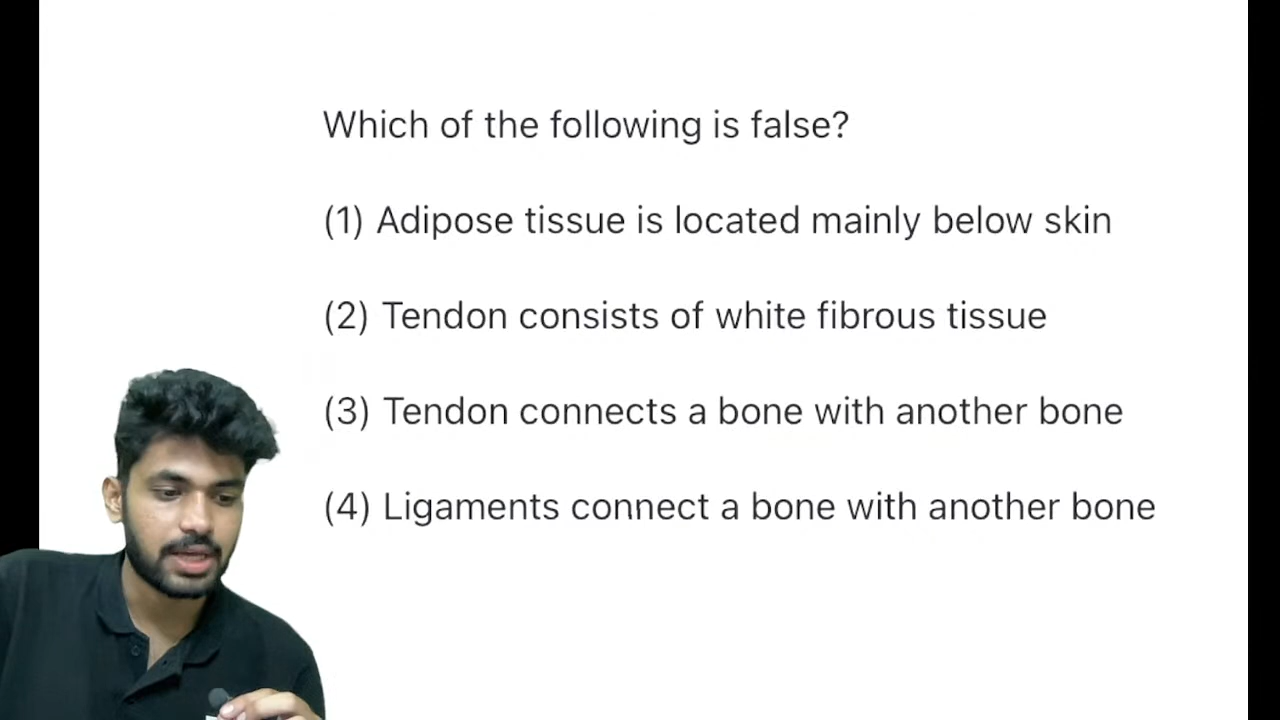 Which of the following is false?
(1) Adipose tissue is located mainly below skin
(2) Tendon consists of white fibrous tissue
(3) Tendon connects a bone with another bone
(4) Ligaments connect a bone with another bone